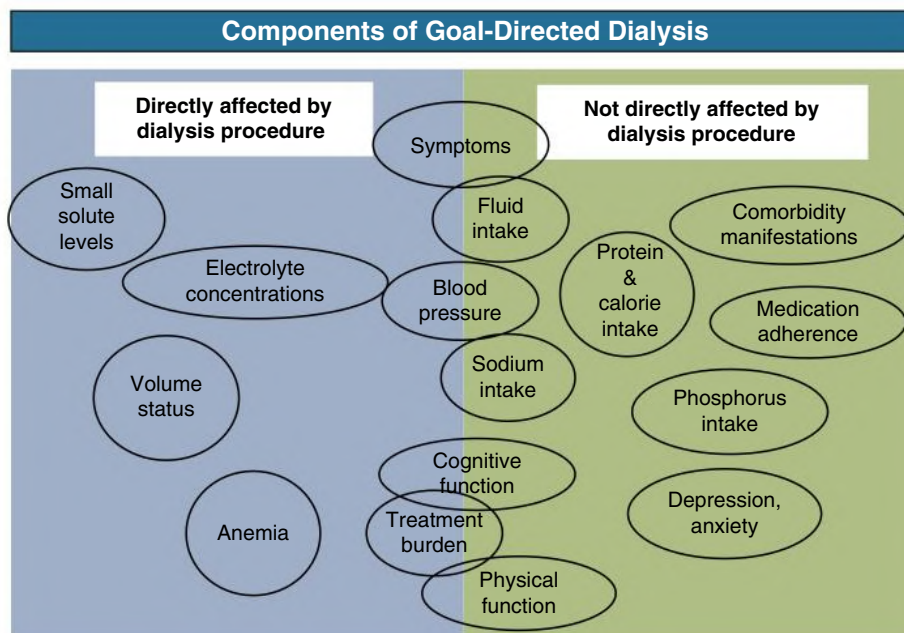 Components of Goal-Directed Dialysis
Directly affected by
dialysis procedure
Not directly affected by
dialysis procedure
Symptoms
Small
solute
levels
Fluid
intake
Comorbidity
manifestations
Electrolyte
concentrations
Blood
pressure
Protein
&
calorie
intake
Medication
adherence
Volume
status
Sodium
intake
Phosphorus
intake
Cognitive
function
Anemia
Treatment
burden
Depression,
anxiety
Physical
function